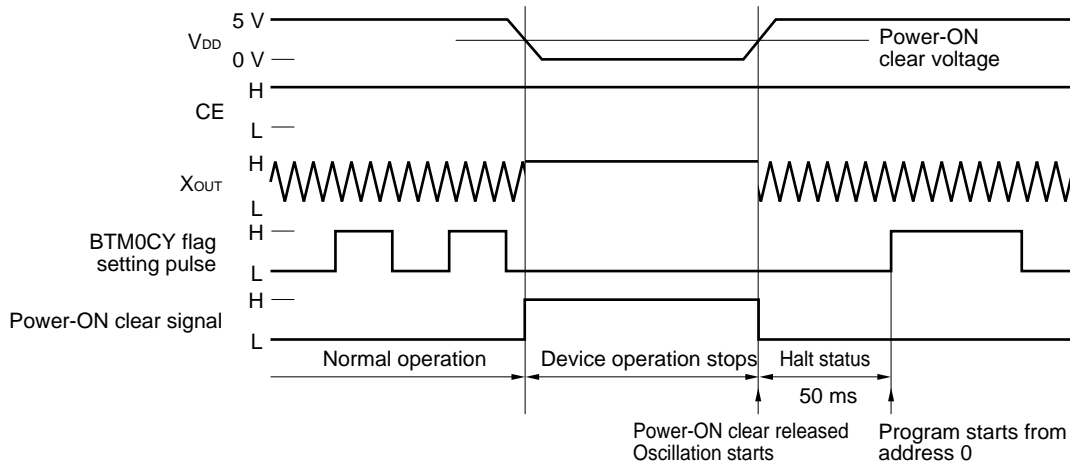 5 V
VDD
0 V
Power-ON
clear voltage
H
CE
L
H
XOUT
L
BTM0CY flag
setting pulse
H
L
Power-ON clear signal
H
L
Normal operation
Device operation stops
Halt status
50 ms
Power-ON clear released
Oscillation starts
Program starts from
address 0